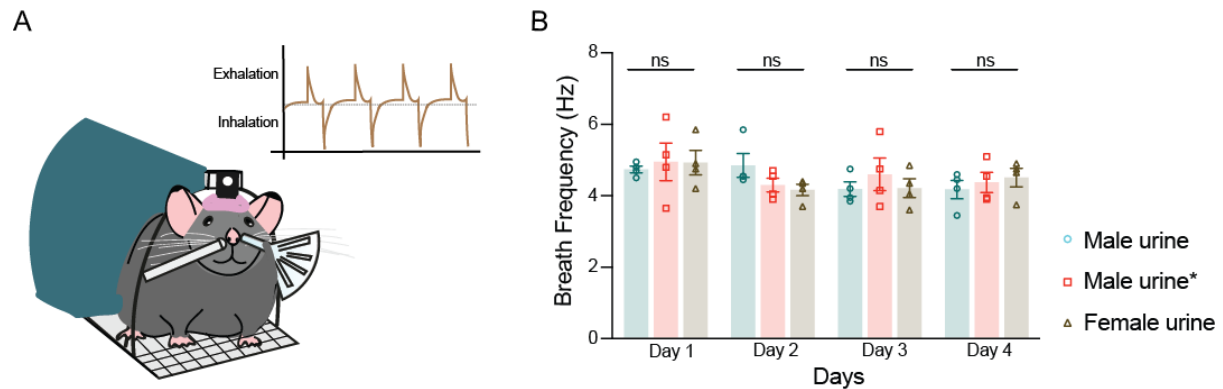 A
Exhalation
Inhalation
B
Breath Frequency (Hz)
8
6
4
2
0
ns
ns
ns
ns
Day 1
Day 2
Day 3
Day 4
Days
Male urine
Male urine*
Female urine